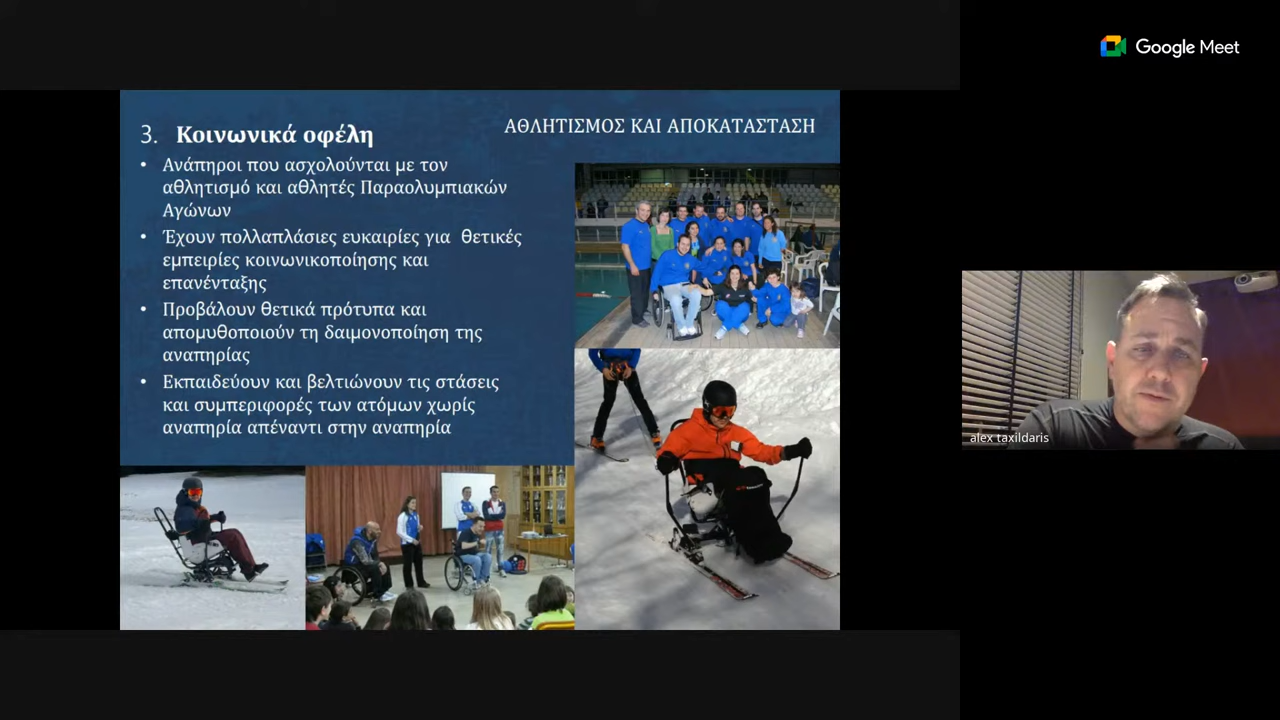 Google Meet
3. Κοινωνικά οφέλη
ΑΘΛΗΤΙΣΜΟΣ ΚΑΙ ΑΠΟΚΑΤΑΣΤΑΣΗ
• Ανάπηροι που ασχολούνται με τον
αθλητισμό και αθλητές Παραολυμπιακών
Αγώνων
• Έχουν πολλαπλάσιες ευκαιρίες για θετικές
εμπειρίες κοινωνικοποίησης και
επανένταξης
• Προβάλουν θετικά πρότυπα και
απομυθοποιούν τη δαιμονοποίηση της
αναπηρίας
• Εκπαιδεύουν και βελτιώνουν τις στάσεις
και συμπεριφορές των ατόμων χωρίς
αναπηρία απέναντι στην αναπηρία
alex taxildaris